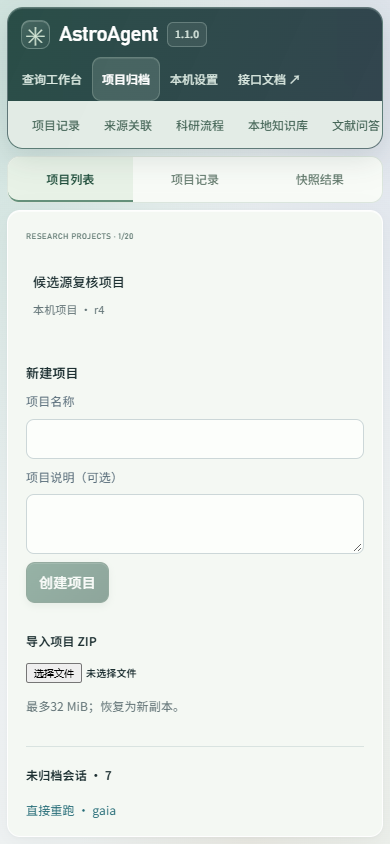 AstroAgent 1.1.0
查询工作台 项目归档 本机设置 接口文档 ↗
项目记录 来源关联 科研流程 本地知识库 文献问答
项目列表 项目记录 快照结果
RESEARCH PROJECTS · 1/20
候选源复核项目
本机项目 · r4
新建项目
项目名称
项目说明（可选）
创建项目
导入项目 ZIP
选择文件 未选择文件
最多32 MiB；恢复为新副本。
未归档会话 · 7
直接重跑 · gaia